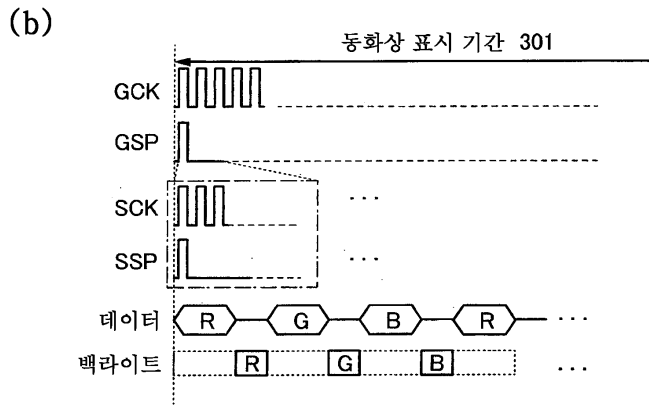 (b)
동화상 표시 기간 301
GCK
GSP
SCK ...
SSP ...
데이터 R G B R ...
백라이트 R G B ...